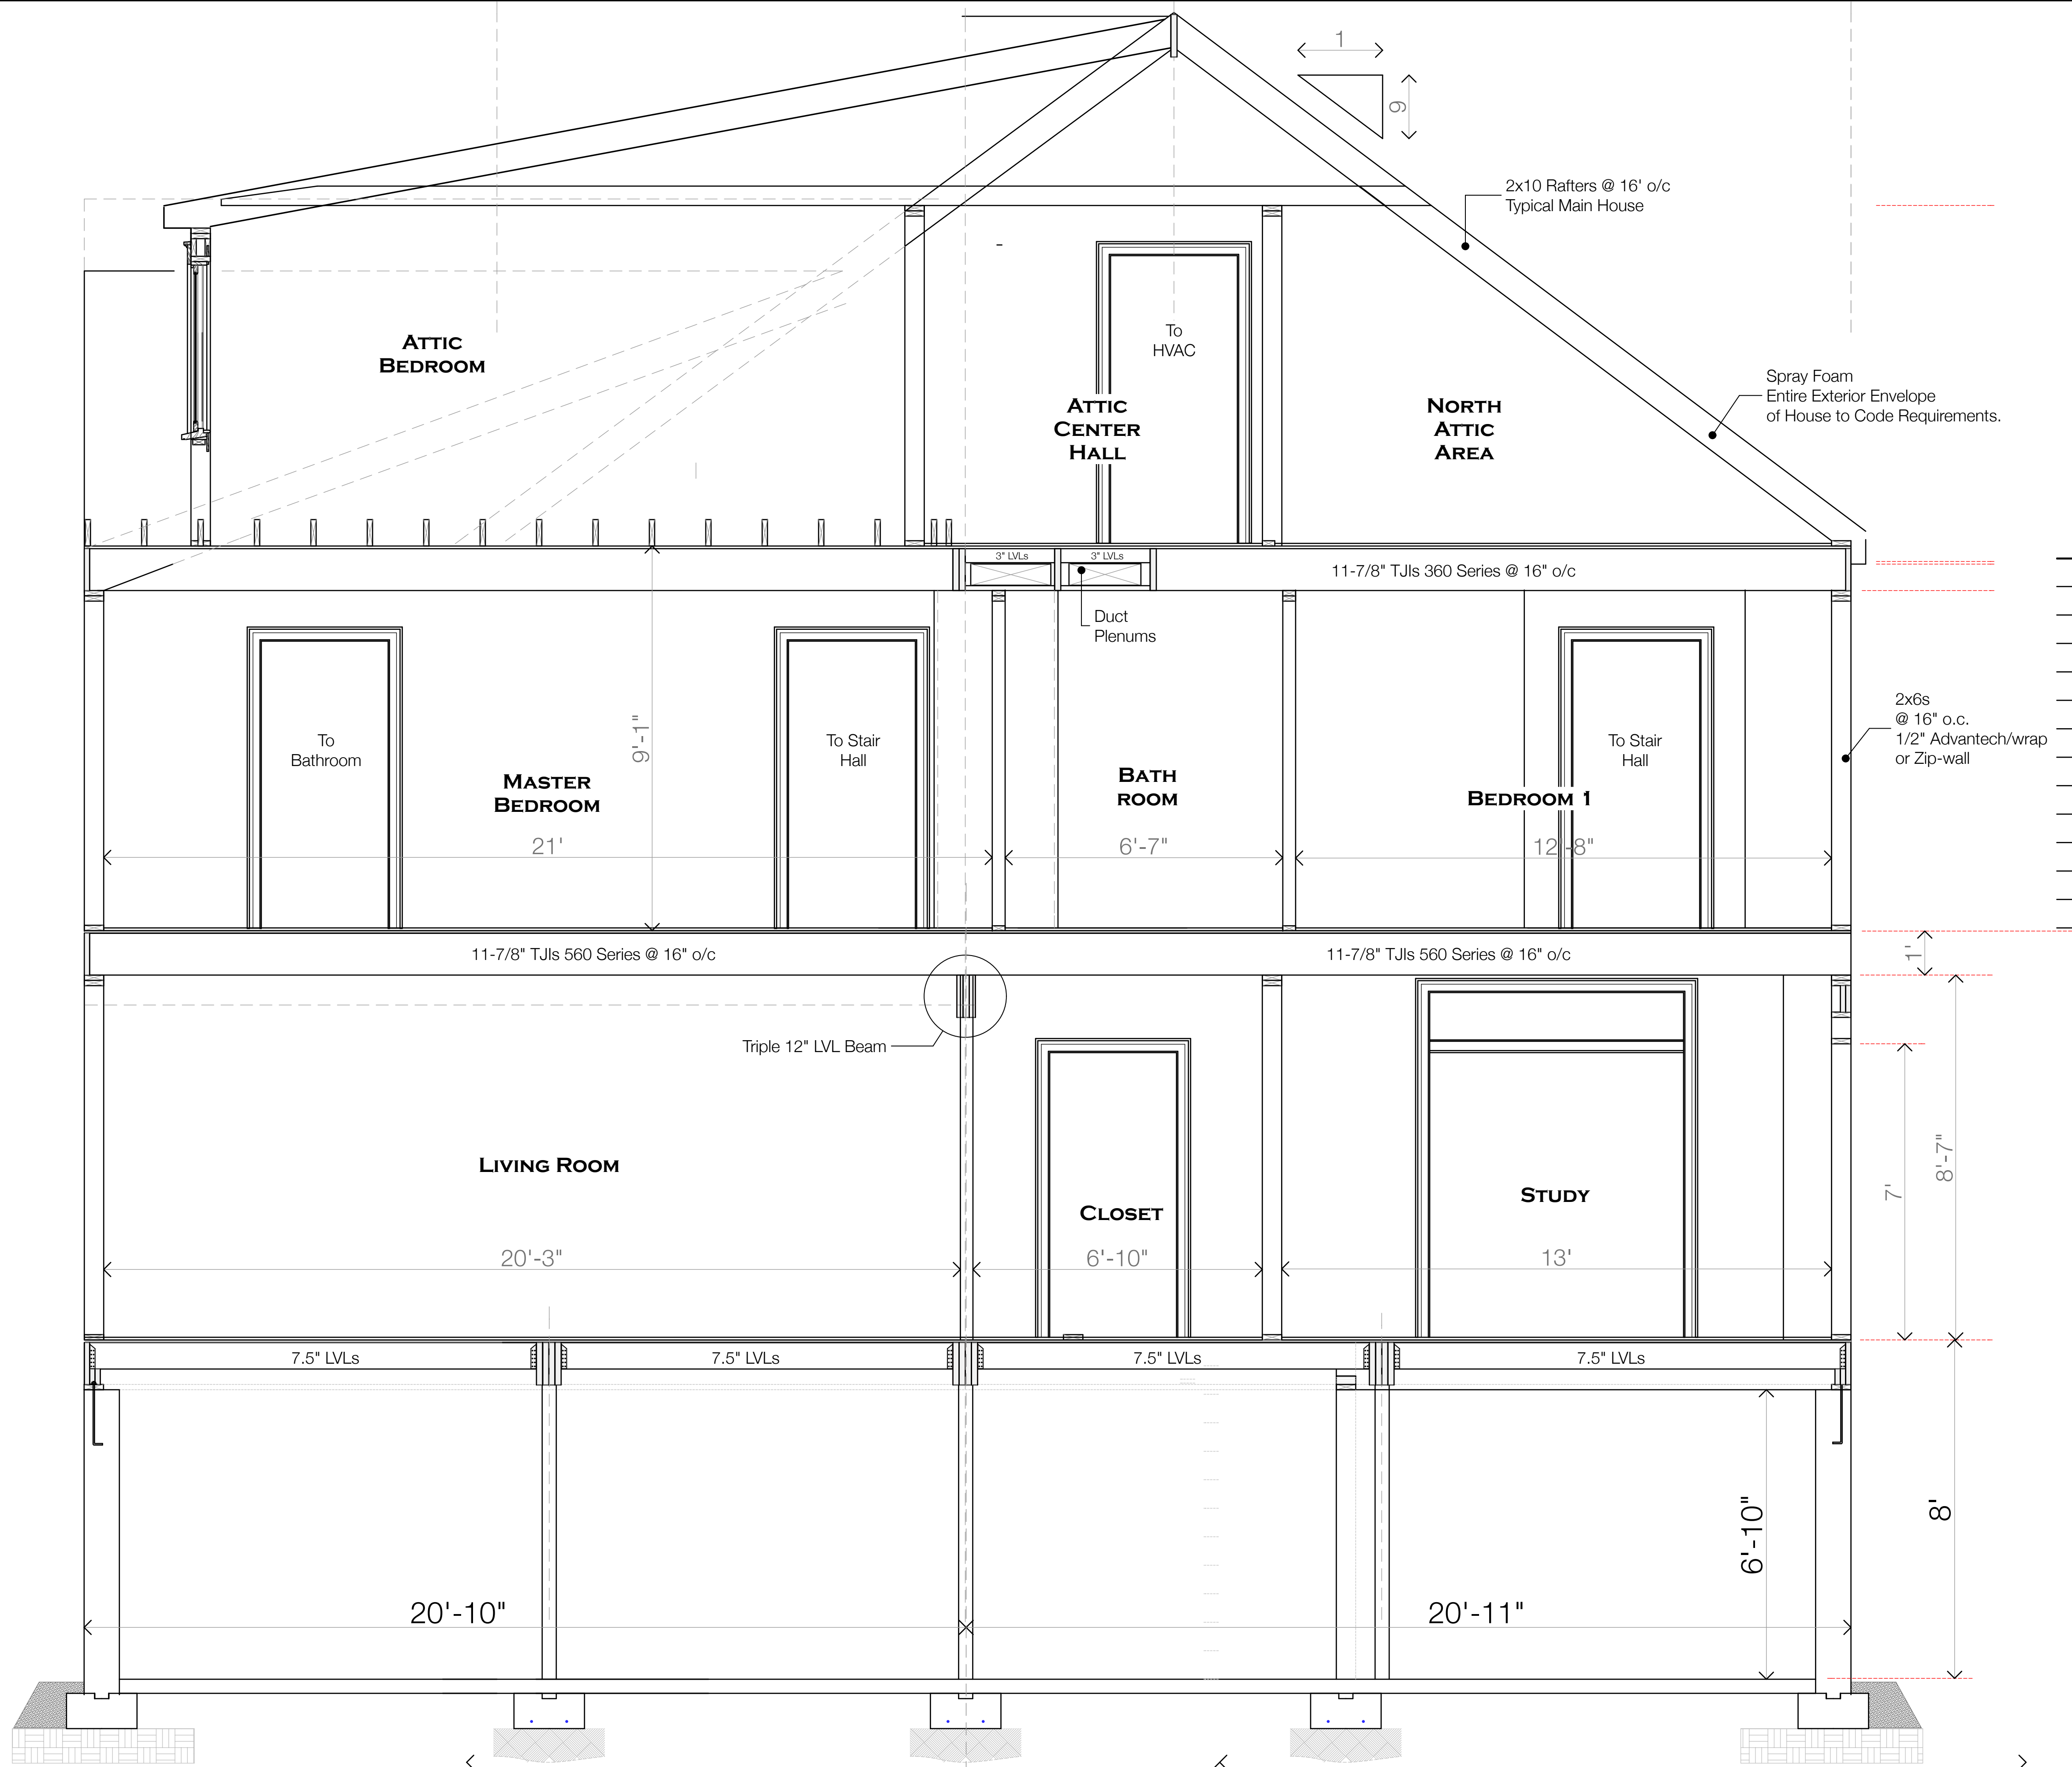 1
9
2x10 Rafters @ 16' o/c
Typical Main House
Spray Foam
Entire Exterior Envelope
of House to Code Requirements.
Attic
Bedroom
To
HVAC
Attic
Center
Hall
North
Attic
Area
3" LVLs
3" LVLs
11-7/8" TJIs 360 Series @ 16" o/c
Duct
Plenums
2x6s
@ 16" o.c.
1/2" Advantech/wrap
or Zip-wall
To
Bathroom
Master
Bedroom
9'-1"
To Stair
Hall
Bath
room
Bedroom 1
To Stair
Hall
21'
6'-7"
12'-8"
11-7/8" TJIs 560 Series @ 16" o/c
11-7/8" TJIs 560 Series @ 16" o/c
1'
Triple 12" LVL Beam
Living Room
Closet
Study
7'
8'-7"
20'-3"
6'-10"
13'
7.5" LVLs
7.5" LVLs
7.5" LVLs
7.5" LVLs
6'-10"
8'
20'-10"
20'-11"